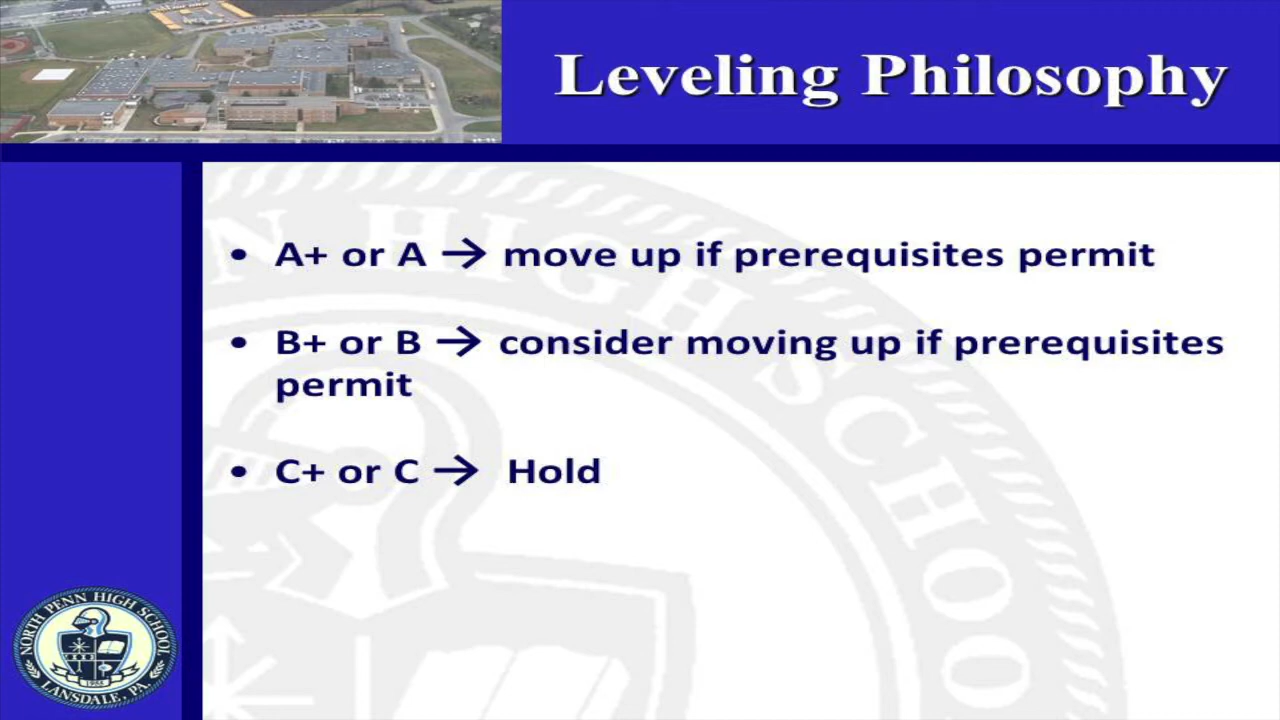 Leveling Philosophy
• A+ or A → move up if prerequisites permit
• B+ or B → consider moving up if prerequisites
permit
• C+ or C → Hold
NORTH PENN HIGH SCHOOL
LANSDALE, PA.